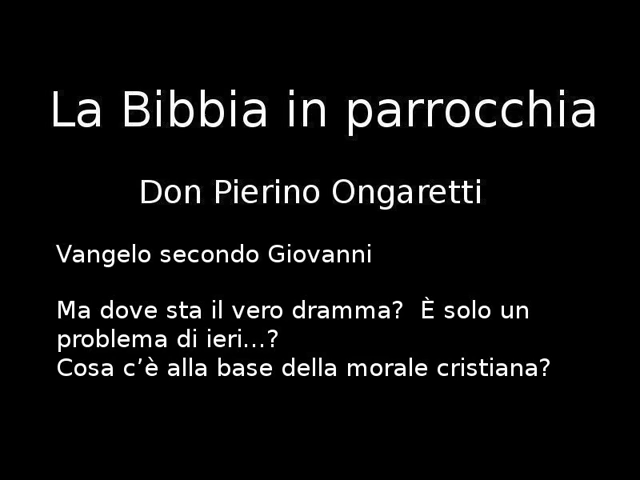 La Bibbia in parrocchia
Don Pierino Ongaretti
Vangelo secondo Giovanni
Ma dove sta il vero dramma?  È solo un
problema di ieri...?
Cosa c’è alla base della morale cristiana?